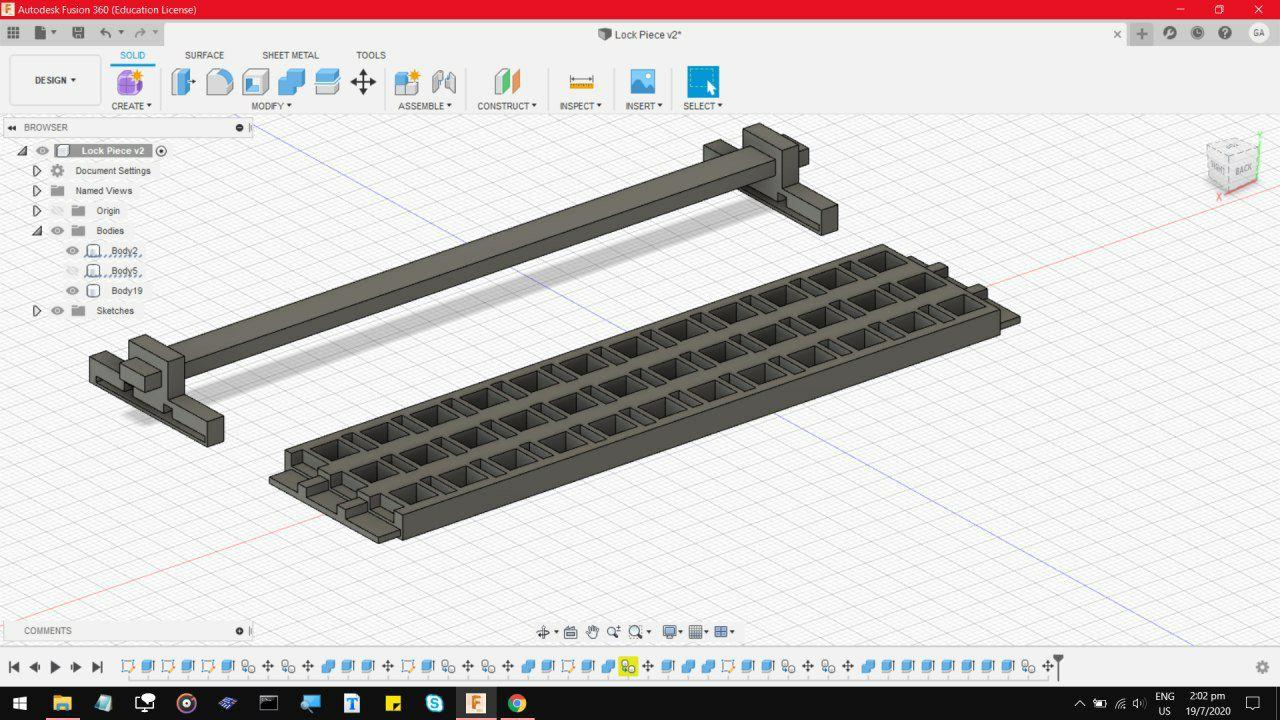 Autodesk Fusion 360 (Education License)
Lock Piece v2*
GA
SOLID SURFACE SHEET METAL TOOLS
DESIGN
CREATE MODIFY ASSEMBLE CONSTRUCT INSPECT INSERT SELECT
BROWSER
Lock Piece v2
Document Settings
Named Views
Origin
Bodies
Body2
Body5
Body19
Sketches
BACK
Y
X
COMMENTS
ENG
US
2:02 pm
19/7/2020